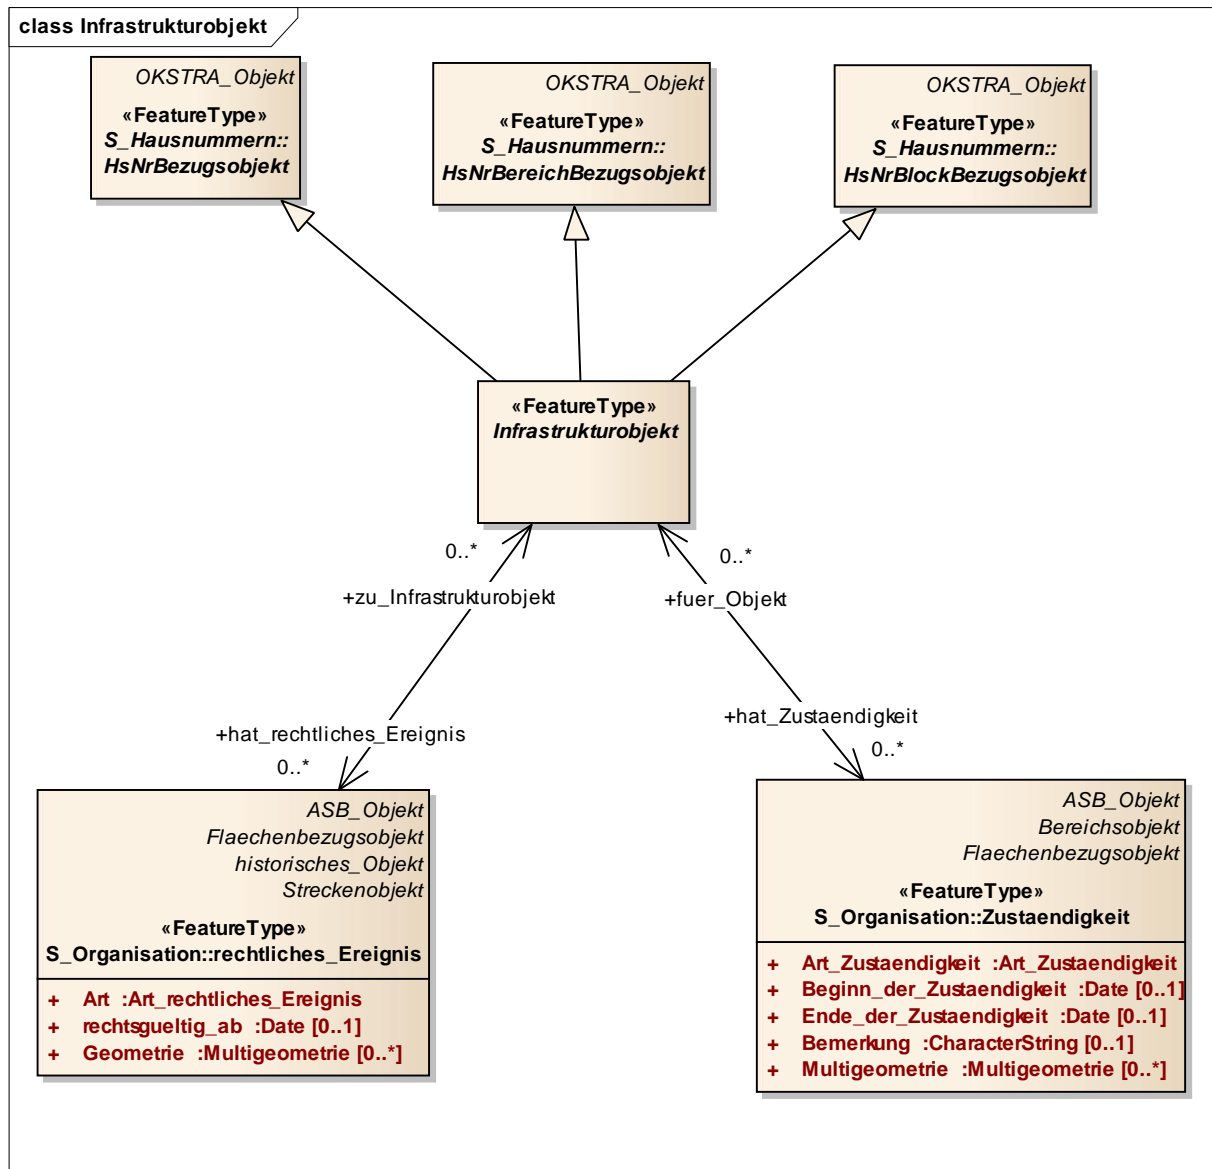 class Infrastrukturobjekt
OKSTRA_Objekt
«FeatureType»
S_Hausnummern::
HsNrBezugsobjekt
OKSTRA_Objekt
«FeatureType»
S_Hausnummern::
HsNrBereichBezugsobjekt
OKSTRA_Objekt
«FeatureType»
S_Hausnummern::
HsNrBlockBezugsobjekt
«FeatureType»
Infrastrukturobjekt
0..*
+zu_Infrastrukturobjekt
0..*
+fuer_Objekt
+hat_rechtliches_Ereignis
0..*
+hat_Zustaendigkeit
0..*
ASB_Objekt
Flaechenbezugsobjekt
historisches_Objekt
Streckenobjekt
«FeatureType»
S_Organisation::rechtliches_Ereignis
+ Art :Art_rechtliches_Ereignis
+ rechtsgueltig_ab :Date [0..1]
+ Geometrie :Multigeometrie [0..*]
ASB_Objekt
Bereichsobjekt
Flaechenbezugsobjekt
«FeatureType»
S_Organisation::Zustaendigkeit
+ Art_Zustaendigkeit :Art_Zustaendigkeit
+ Beginn_der_Zustaendigkeit :Date [0..1]
+ Ende_der_Zustaendigkeit :Date [0..1]
+ Bemerkung :CharacterString [0..1]
+ Multigeometrie :Multigeometrie [0..*]